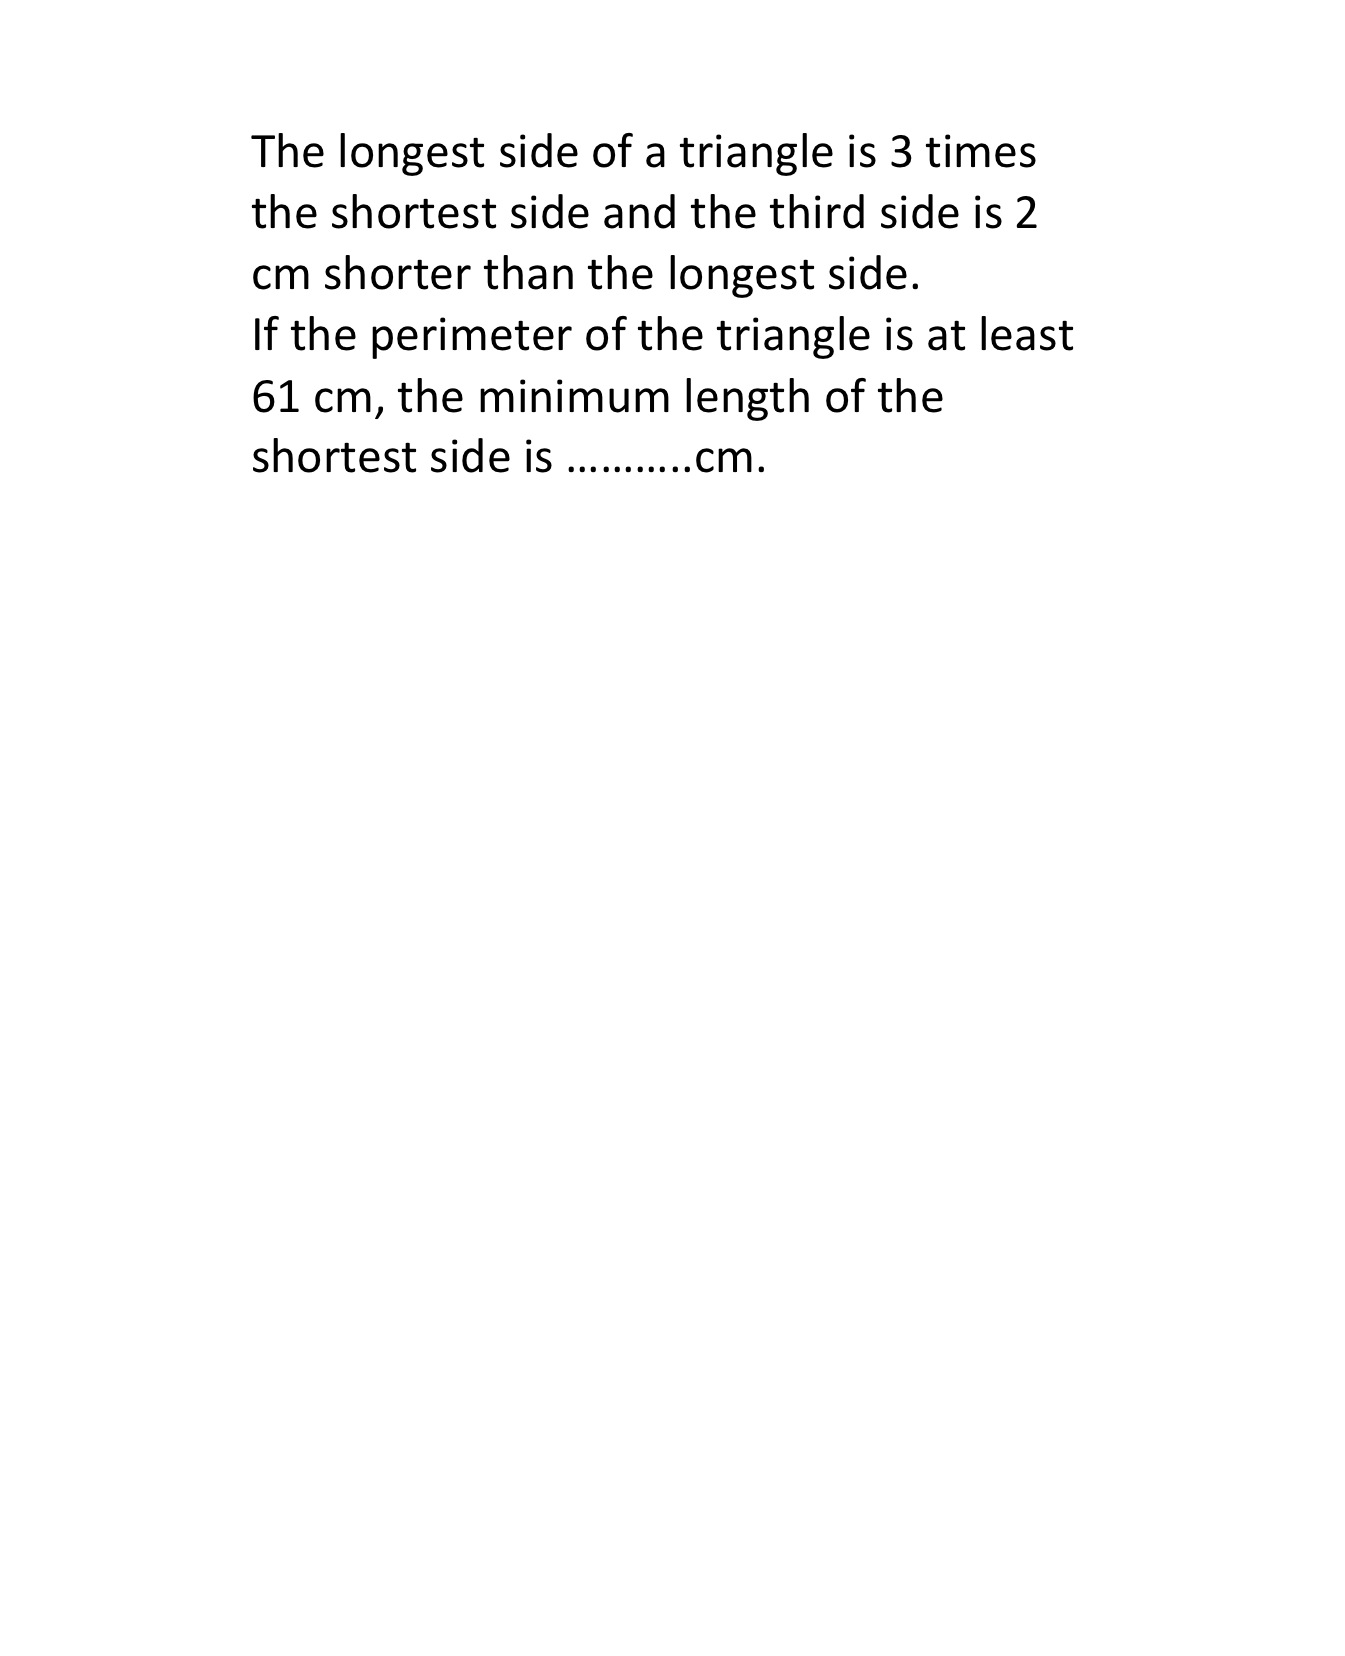 The longest side of a triangle is 3 times
the shortest side and the third side is 2
cm shorter than the longest side.
If the perimeter of the triangle is at least
61 cm, the minimum length of the
shortest side is ………..cm.